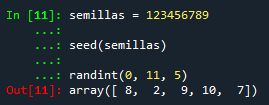 In [11]: semillas = 123456789
...:
...: seed(semillas)
...:
...: randint(0, 11, 5)
Out[11]: array([ 8,  2,  9, 10,  7])